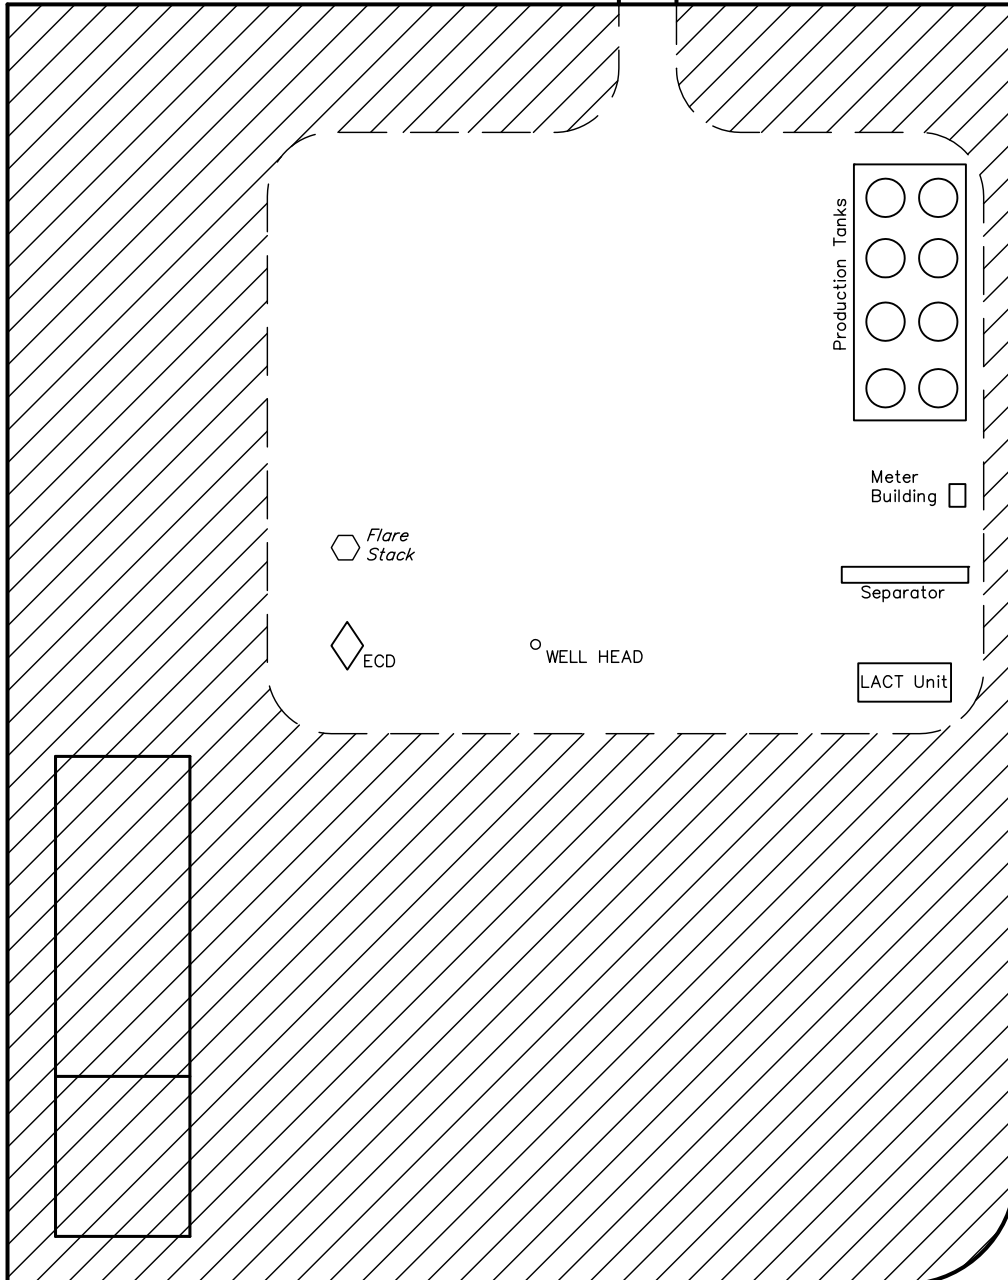 Production Tanks
Meter
Building
Flare
Stack
Separator
WELL HEAD
ECD
LACT Unit